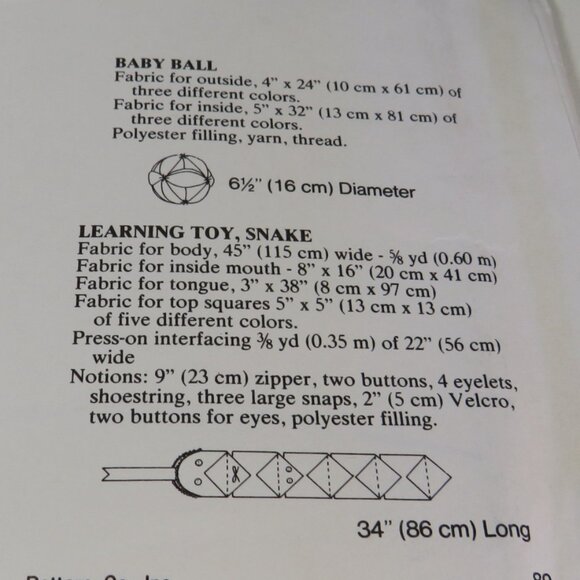 BABY BALL
Fabric for outside, 4" x 24" (10 cm x 61 cm) of
three different colors.
Fabric for inside, 5" x 32" (13 cm x 81 cm) of
three different colors.
Polyester filling, yarn, thread.
6½" (16 cm) Diameter
LEARNING TOY, SNAKE
Fabric for body, 45" (115 cm) wide - ⅝ yd (0.60 m)
Fabric for inside mouth - 8" x 16" (20 cm x 41 cm)
Fabric for tongue, 3" x 38" (8 cm x 97 cm)
Fabric for top squares 5" x 5" (13 cm x 13 cm)
of five different colors.
Press-on interfacing ⅜ yd (0.35 m) of 22" (56 cm)
wide
Notions: 9" (23 cm) zipper, two buttons, 4 eyelets,
shoestring, three large snaps, 2" (5 cm) Velcro,
two buttons for eyes, polyester filling.
34" (86 cm) Long